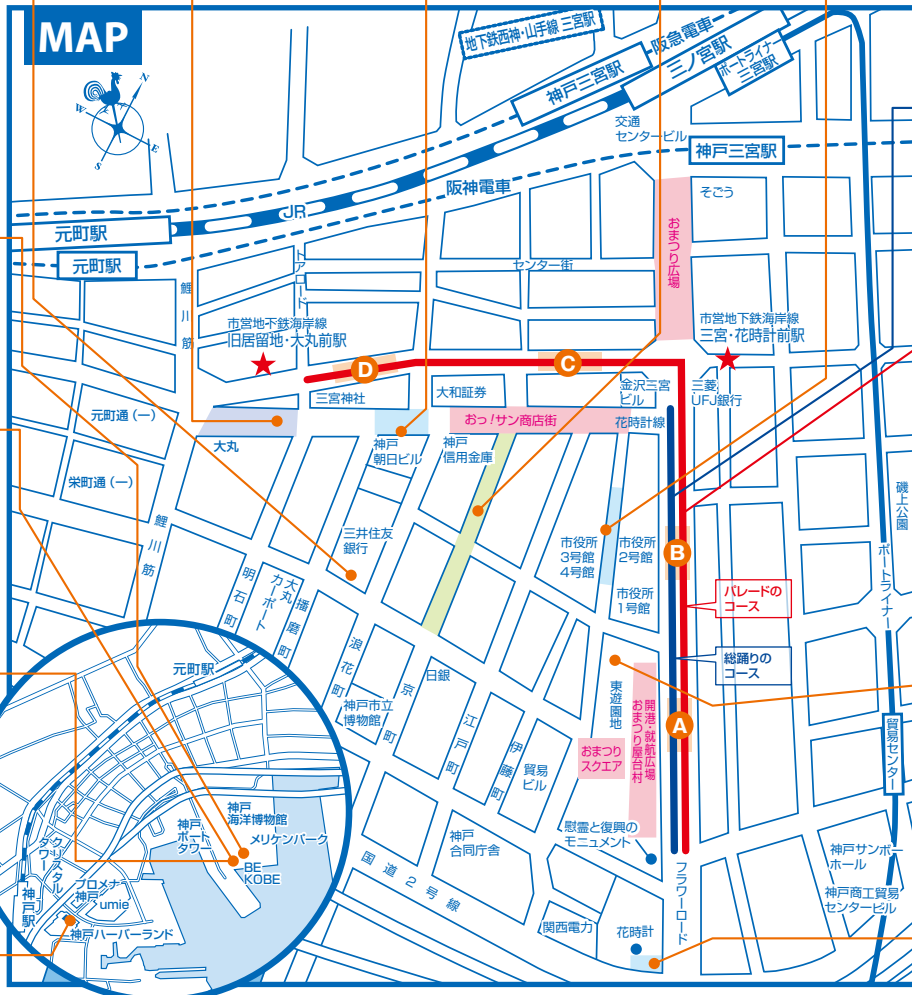 MAP
N
W
E
S
地下鉄西神・山手線 三宮駅
阪急電車
神戸三宮駅
三ノ宮駅
ポートライナー
三宮駅
交通
センタービル
神戸三宮駅
阪神電車
JR
元町駅
元町駅
そごう
おまつり広場
センター街
トアロード
鯉川筋
市営地下鉄海岸線
旧居留地・大丸前駅
市営地下鉄海岸線
三宮・花時計前駅
D
C
三宮神社
大和証券
金沢三宮
ビル
三菱
UFJ銀行
元町通(一)
おっ!サン商店街
花時計線
大丸
神戸
朝日ビル
神戸
信用金庫
栄町通(一)
磯上公園
鯉川筋
三井住友
銀行
市役所
3号館
4号館
市役所
2号館
B
ポートライナー
明石町
大丸
カーポート
播磨町
市役所
1号館
パレードの
コース
浪花町
総踊りの
コース
元町駅
京町
日銀
神戸市立
博物館
東遊園地
開港・就航広場
おまつり屋台村
A
江戸町
伊藤町
おまつり
スクエア
貿易
ビル
貿易センター
神戸
海洋博物館
神戸
ポート
タワー
メリケンパーク
BE
KOBE
慰霊と復興の
モニュメント
神戸
合同庁舎
国道2号線
フラワーロード
神戸サンボー
ホール
神戸商工貿易
センタービル
クリスタル
タワー
プロメナ
神戸
umie
神戸駅
神戸ハーバーランド
関西電力
花時計